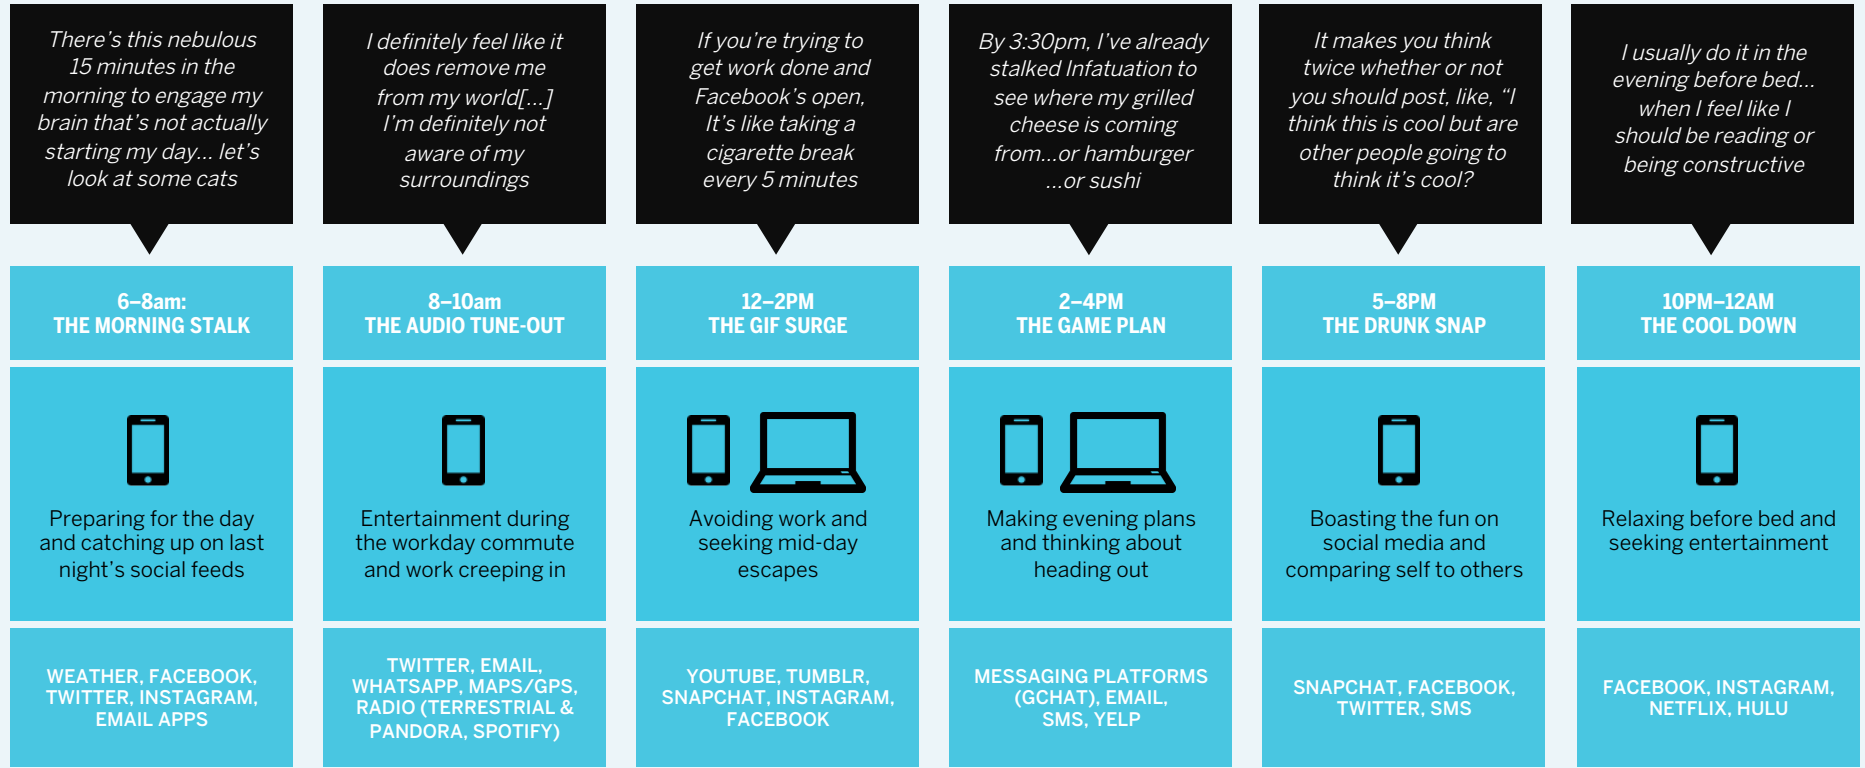 There's this nebulous
15 minutes in the
morning to engage my
brain that's not actually
starting my day... let's
look at some cats
I definitely feel like it
does remove me
from my world[...]
I'm definitely not
aware of my
surroundings
If you're trying to
get work done and
Facebook's open,
It's like taking a
cigarette break
every 5 minutes
By 3:30pm, I've already
stalked Infatuation to
see where my grilled
cheese is coming
from...or hamburger
...or sushi
It makes you think
twice whether or not
you should post, like, “I
think this is cool but are
other people going to
think it's cool?
I usually do it in the
evening before bed...
when I feel like I
should be reading or
being constructive
6–8am:
THE MORNING STALK
8–10am
THE AUDIO TUNE-OUT
12–2PM
THE GIF SURGE
2–4PM
THE GAME PLAN
5–8PM
THE DRUNK SNAP
10PM–12AM
THE COOL DOWN
Preparing for the day
and catching up on last
night's social feeds
Entertainment during
the workday commute
and work creeping in
Avoiding work and
seeking mid-day
escapes
Making evening plans
and thinking about
heading out
Boasting the fun on
social media and
comparing self to others
Relaxing before bed and
seeking entertainment
WEATHER, FACEBOOK,
TWITTER, INSTAGRAM,
EMAIL APPS
TWITTER, EMAIL,
WHATSAPP, MAPS/GPS,
RADIO (TERRESTRIAL &
PANDORA, SPOTIFY)
YOUTUBE, TUMBLR,
SNAPCHAT, INSTAGRAM,
FACEBOOK
MESSAGING PLATFORMS
(GCHAT), EMAIL,
SMS, YELP
SNAPCHAT, FACEBOOK,
TWITTER, SMS
FACEBOOK, INSTAGRAM,
NETFLIX, HULU